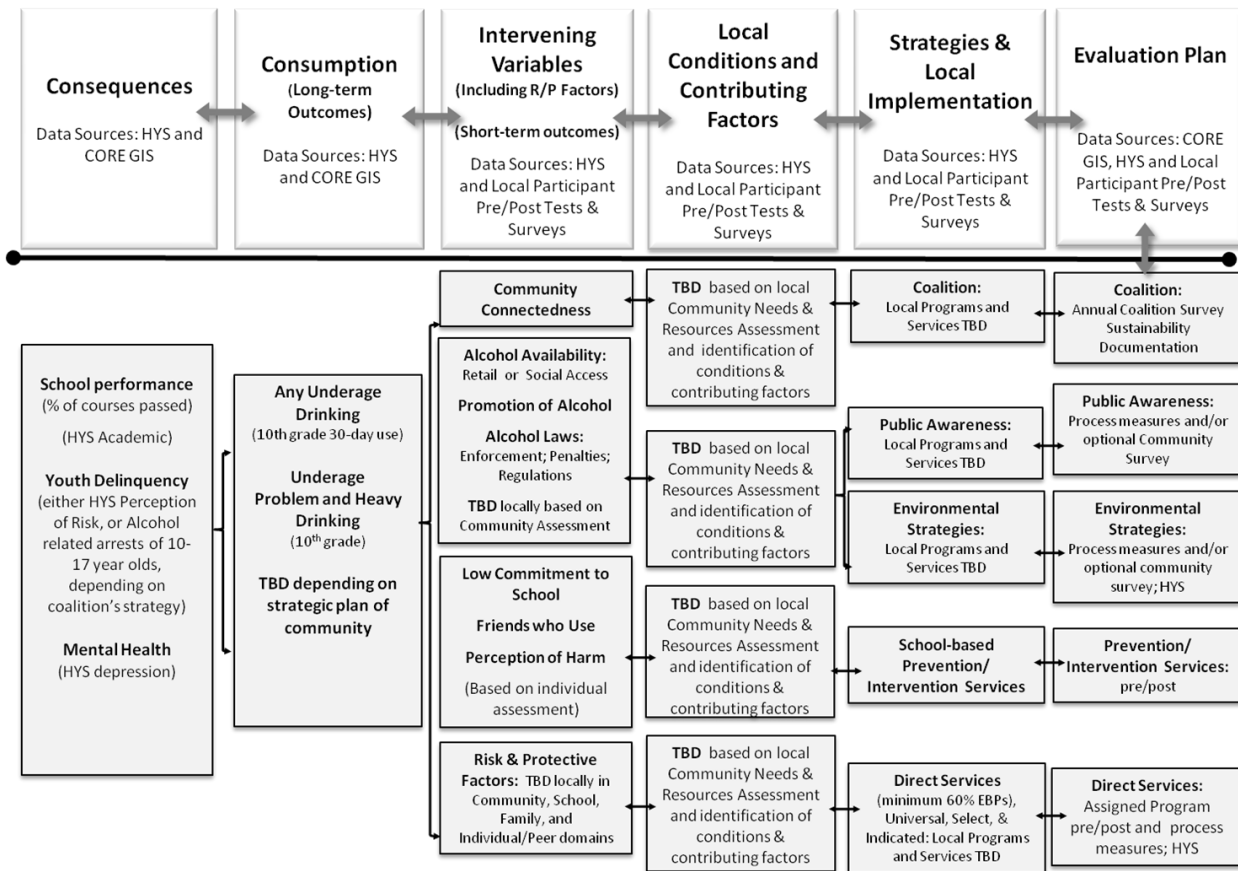 Consequences
Data Sources: HYS and
CORE GIS
Consumption
(Long-term
Outcomes)
Data Sources: HYS
and CORE GIS
Intervening
Variables
(Including R/P Factors)
(Short-term outcomes)
Data Sources: HYS
and Local Participant
Pre/Post Tests &
Surveys
Local
Conditions and
Contributing
Factors
Data Sources: HYS
and Local Participant
Pre/Post Tests &
Surveys
Strategies &
Local
Implementation
Data Sources: HYS
and Local Participant
Pre/Post Tests &
Surveys
Evaluation Plan
Data Sources: CORE
GIS, HYS and Local
Participant Pre/Post
Tests & Surveys
School performance
(% of courses passed)
(HYS Academic)
Youth Delinquency
(either HYS Perception
of Risk, or Alcohol
related arrests of 10-
17 year olds,
depending on
coalition's strategy)
Mental Health
(HYS depression)
Any Underage
Drinking
(10th grade 30-day use)
Underage
Problem and Heavy
Drinking
(10th grade)
TBD depending on
strategic plan of
community
Community
Connectedness
Alcohol Availability:
Retail or Social Access
Promotion of Alcohol
Alcohol Laws:
Enforcement; Penalties;
Regulations
TBD locally based on
Community Assessment
Low Commitment to
School
Friends who Use
Perception of Harm
(Based on individual
assessment)
Risk & Protective
Factors: TBD locally in
Community, School,
Family, and
Individual/Peer domains
TBD based on local
Community Needs &
Resources Assessment
and identification of
conditions &
contributing factors
TBD based on local
Community Needs &
Resources Assessment
and identification of
conditions &
contributing factors
TBD based on local
Community Needs &
Resources Assessment
and identification of
conditions &
contributing factors
TBD based on local
Community Needs &
Resources Assessment
and identification of
conditions &
contributing factors
Coalition:
Local Programs and
Services TBD
Public Awareness:
Local Programs and
Services TBD
Environmental
Strategies:
Local Programs and
Services TBD
School-based
Prevention/
Intervention Services
Direct Services
(minimum 60% EBPs),
Universal, Select, &
Indicated: Local Programs
and Services TBD
Coalition:
Annual Coalition Survey
Sustainability
Documentation
Public Awareness:
Process measures and/or
optional Community
Survey
Environmental
Strategies:
Process measures and/or
optional community
survey; HYS
Prevention/
Intervention Services:
pre/post
Direct Services:
Assigned Program
pre/post and process
measures; HYS